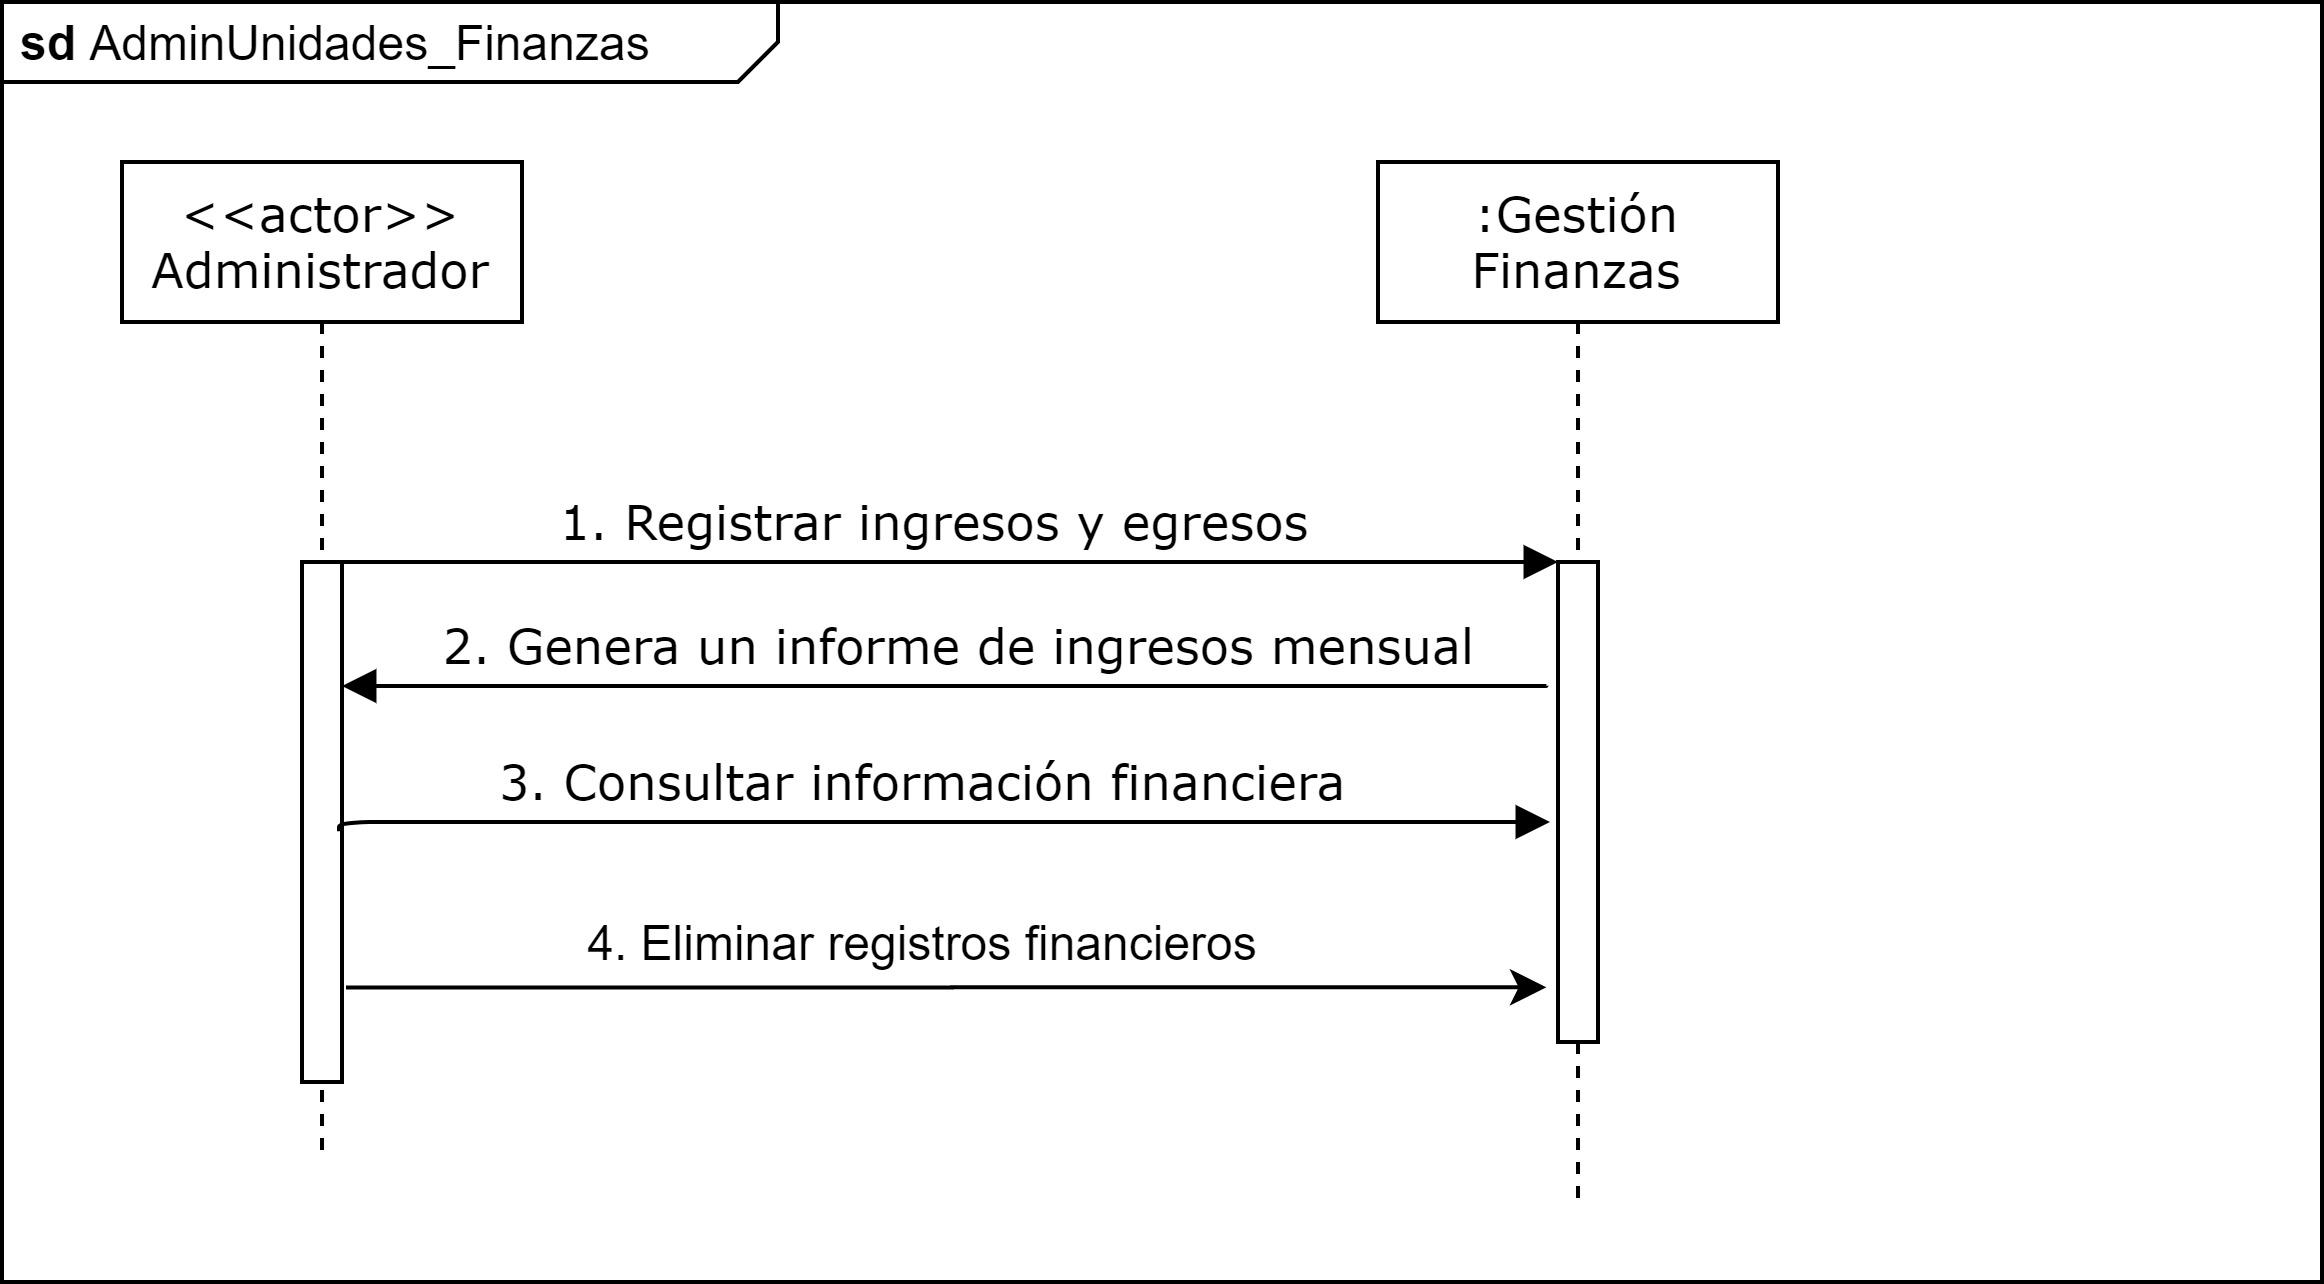 sd AdminUnidades_Finanzas
<<actor>>
Administrador
:Gestión
Finanzas
1. Registrar ingresos y egresos
2. Genera un informe de ingresos mensual
3. Consultar información financiera
4. Eliminar registros financieros